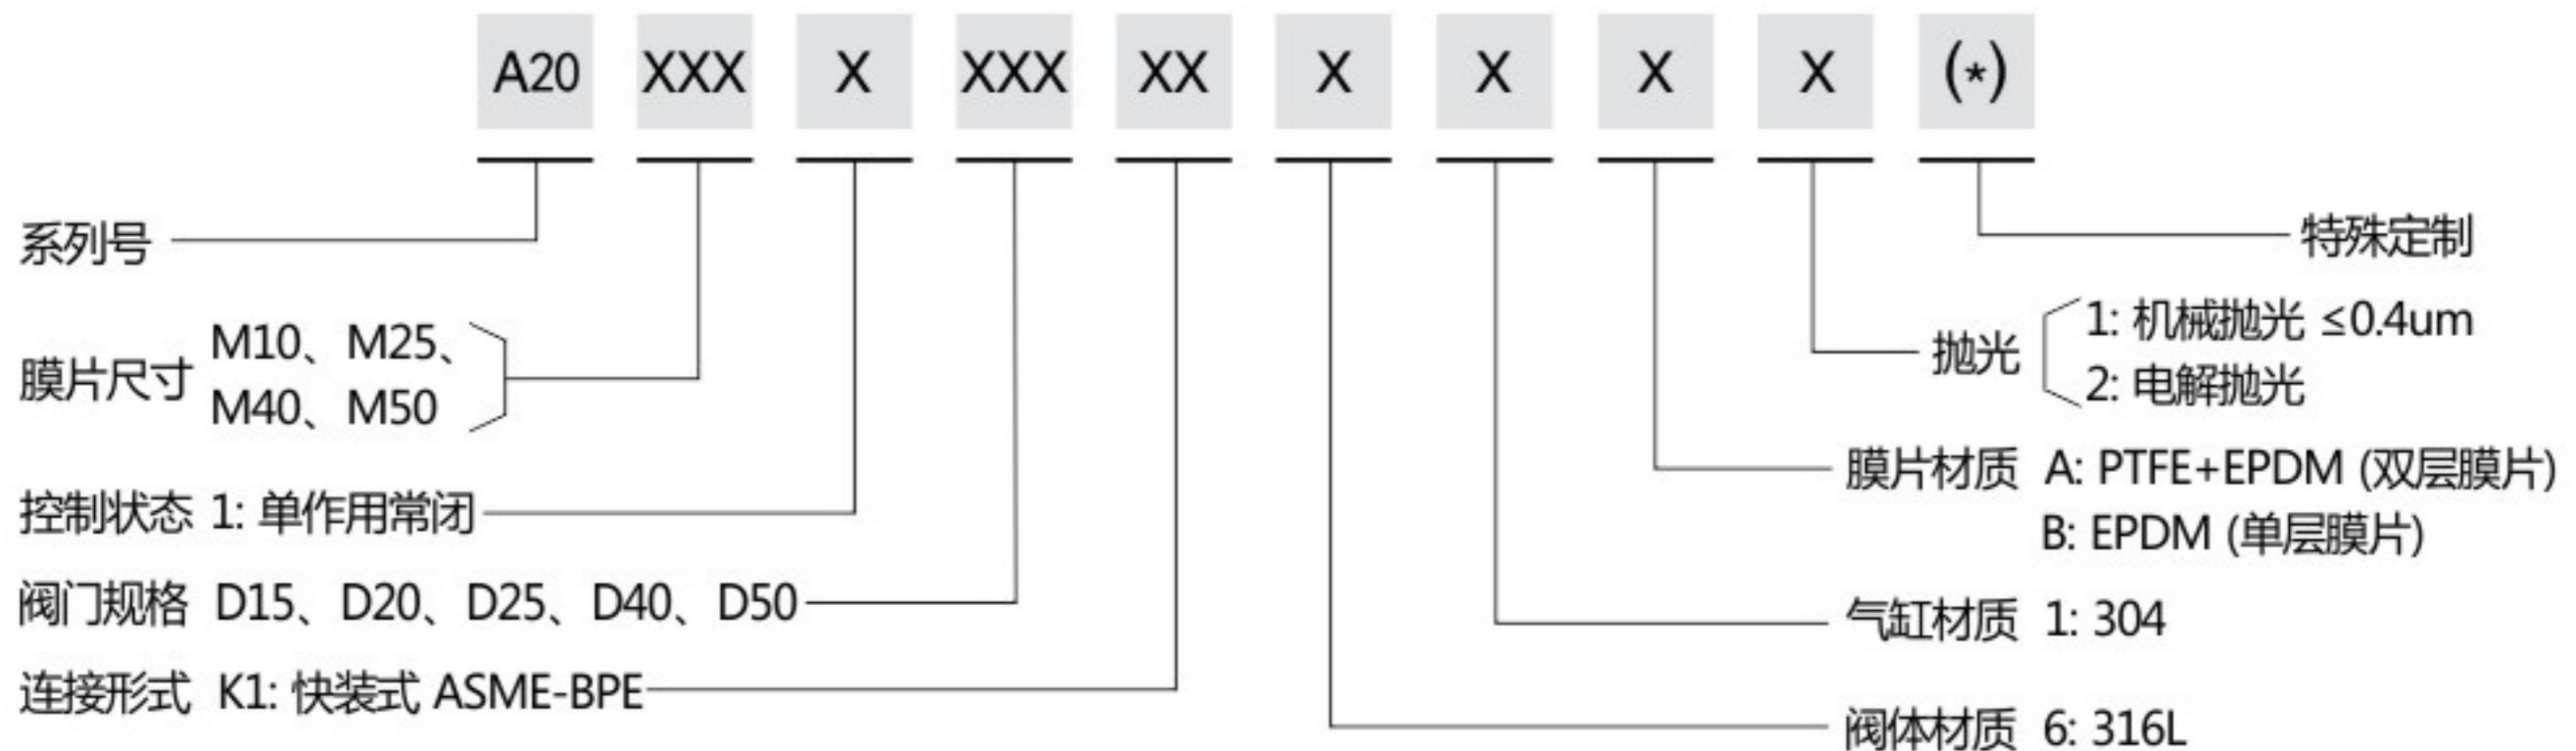 A20 XXX X XXX XX X X X X (*)
系列号
特殊定制
膜片尺寸 M10、M25、
M40、M50
抛光 1: 机械抛光 ≤0.4um
2: 电解抛光
控制状态 1: 单作用常闭
膜片材质 A: PTFE+EPDM (双层膜片)
B: EPDM (单层膜片)
阀门规格 D15、D20、D25、D40、D50
气缸材质 1: 304
连接形式 K1: 快装式 ASME-BPE
阀体材质 6: 316L